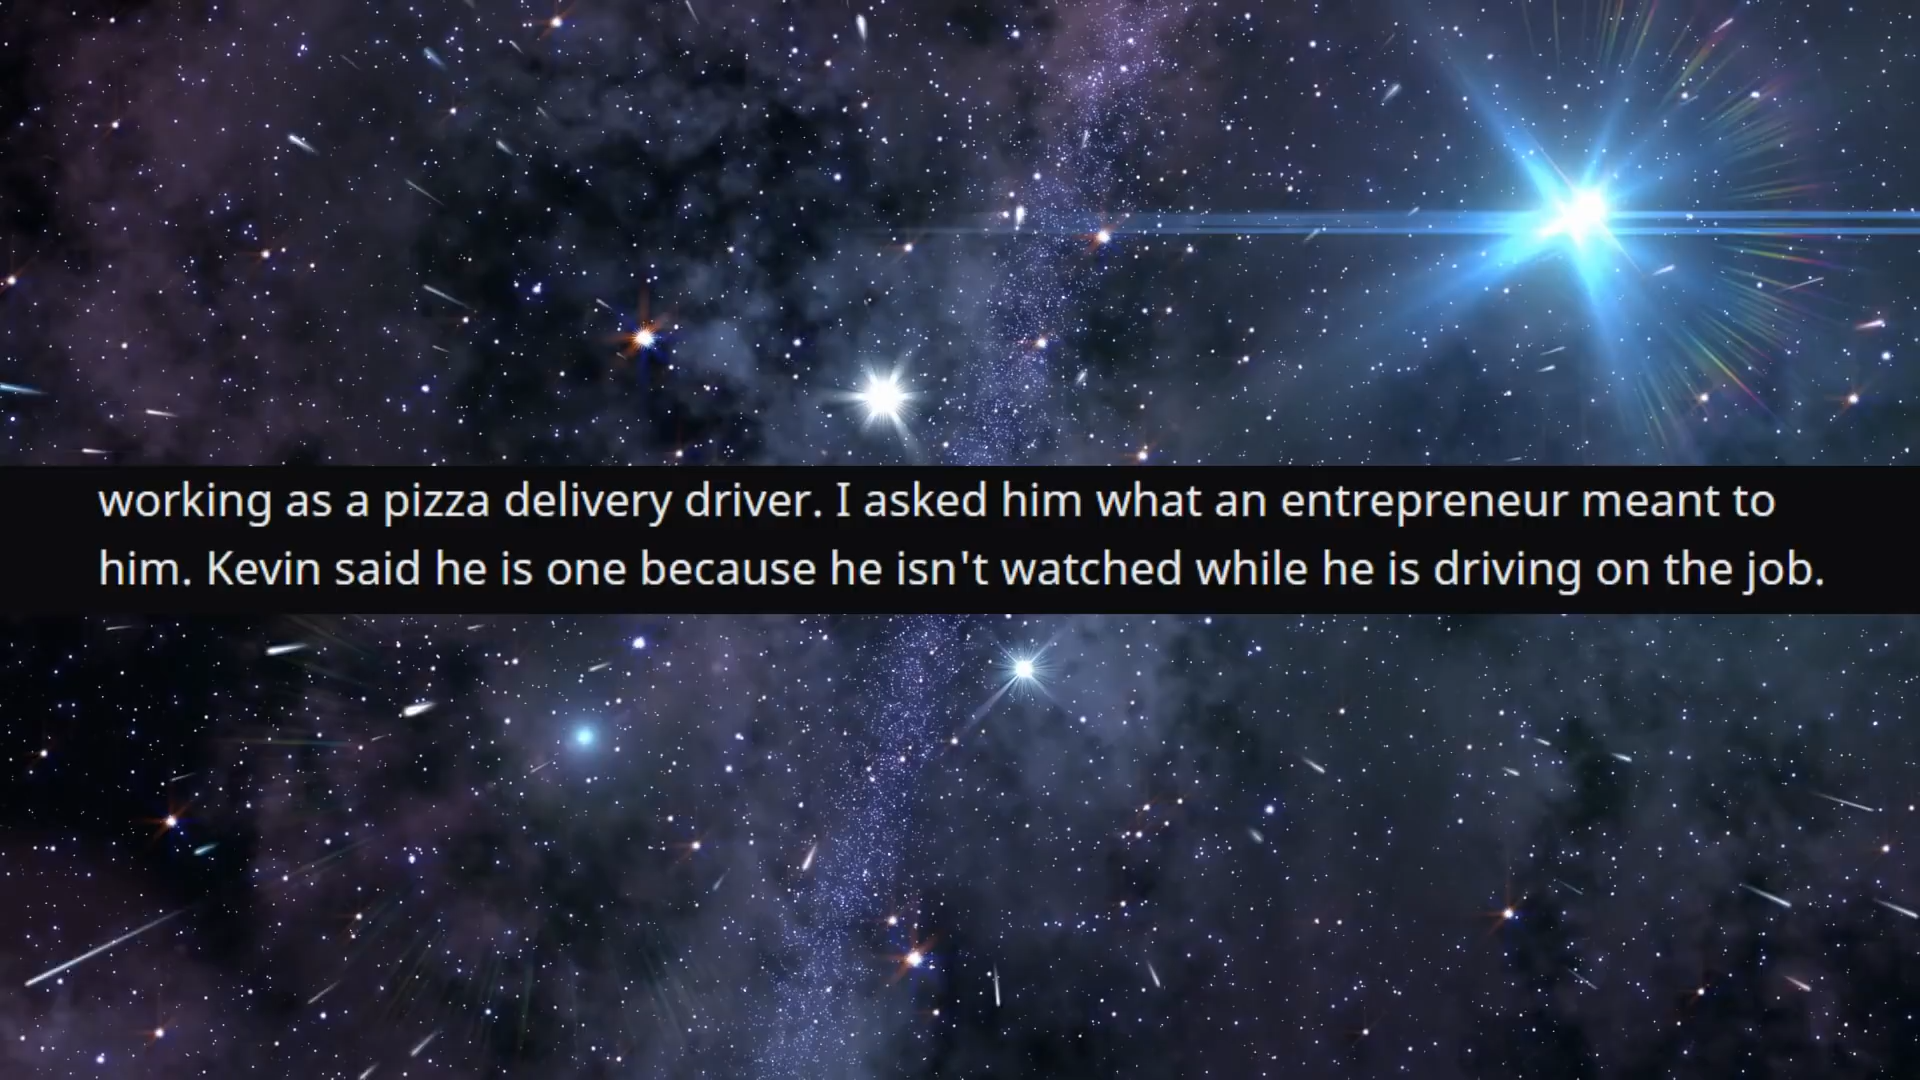 working as a pizza delivery driver. I asked him what an entrepreneur meant to
him. Kevin said he is one because he isn't watched while he is driving on the job.